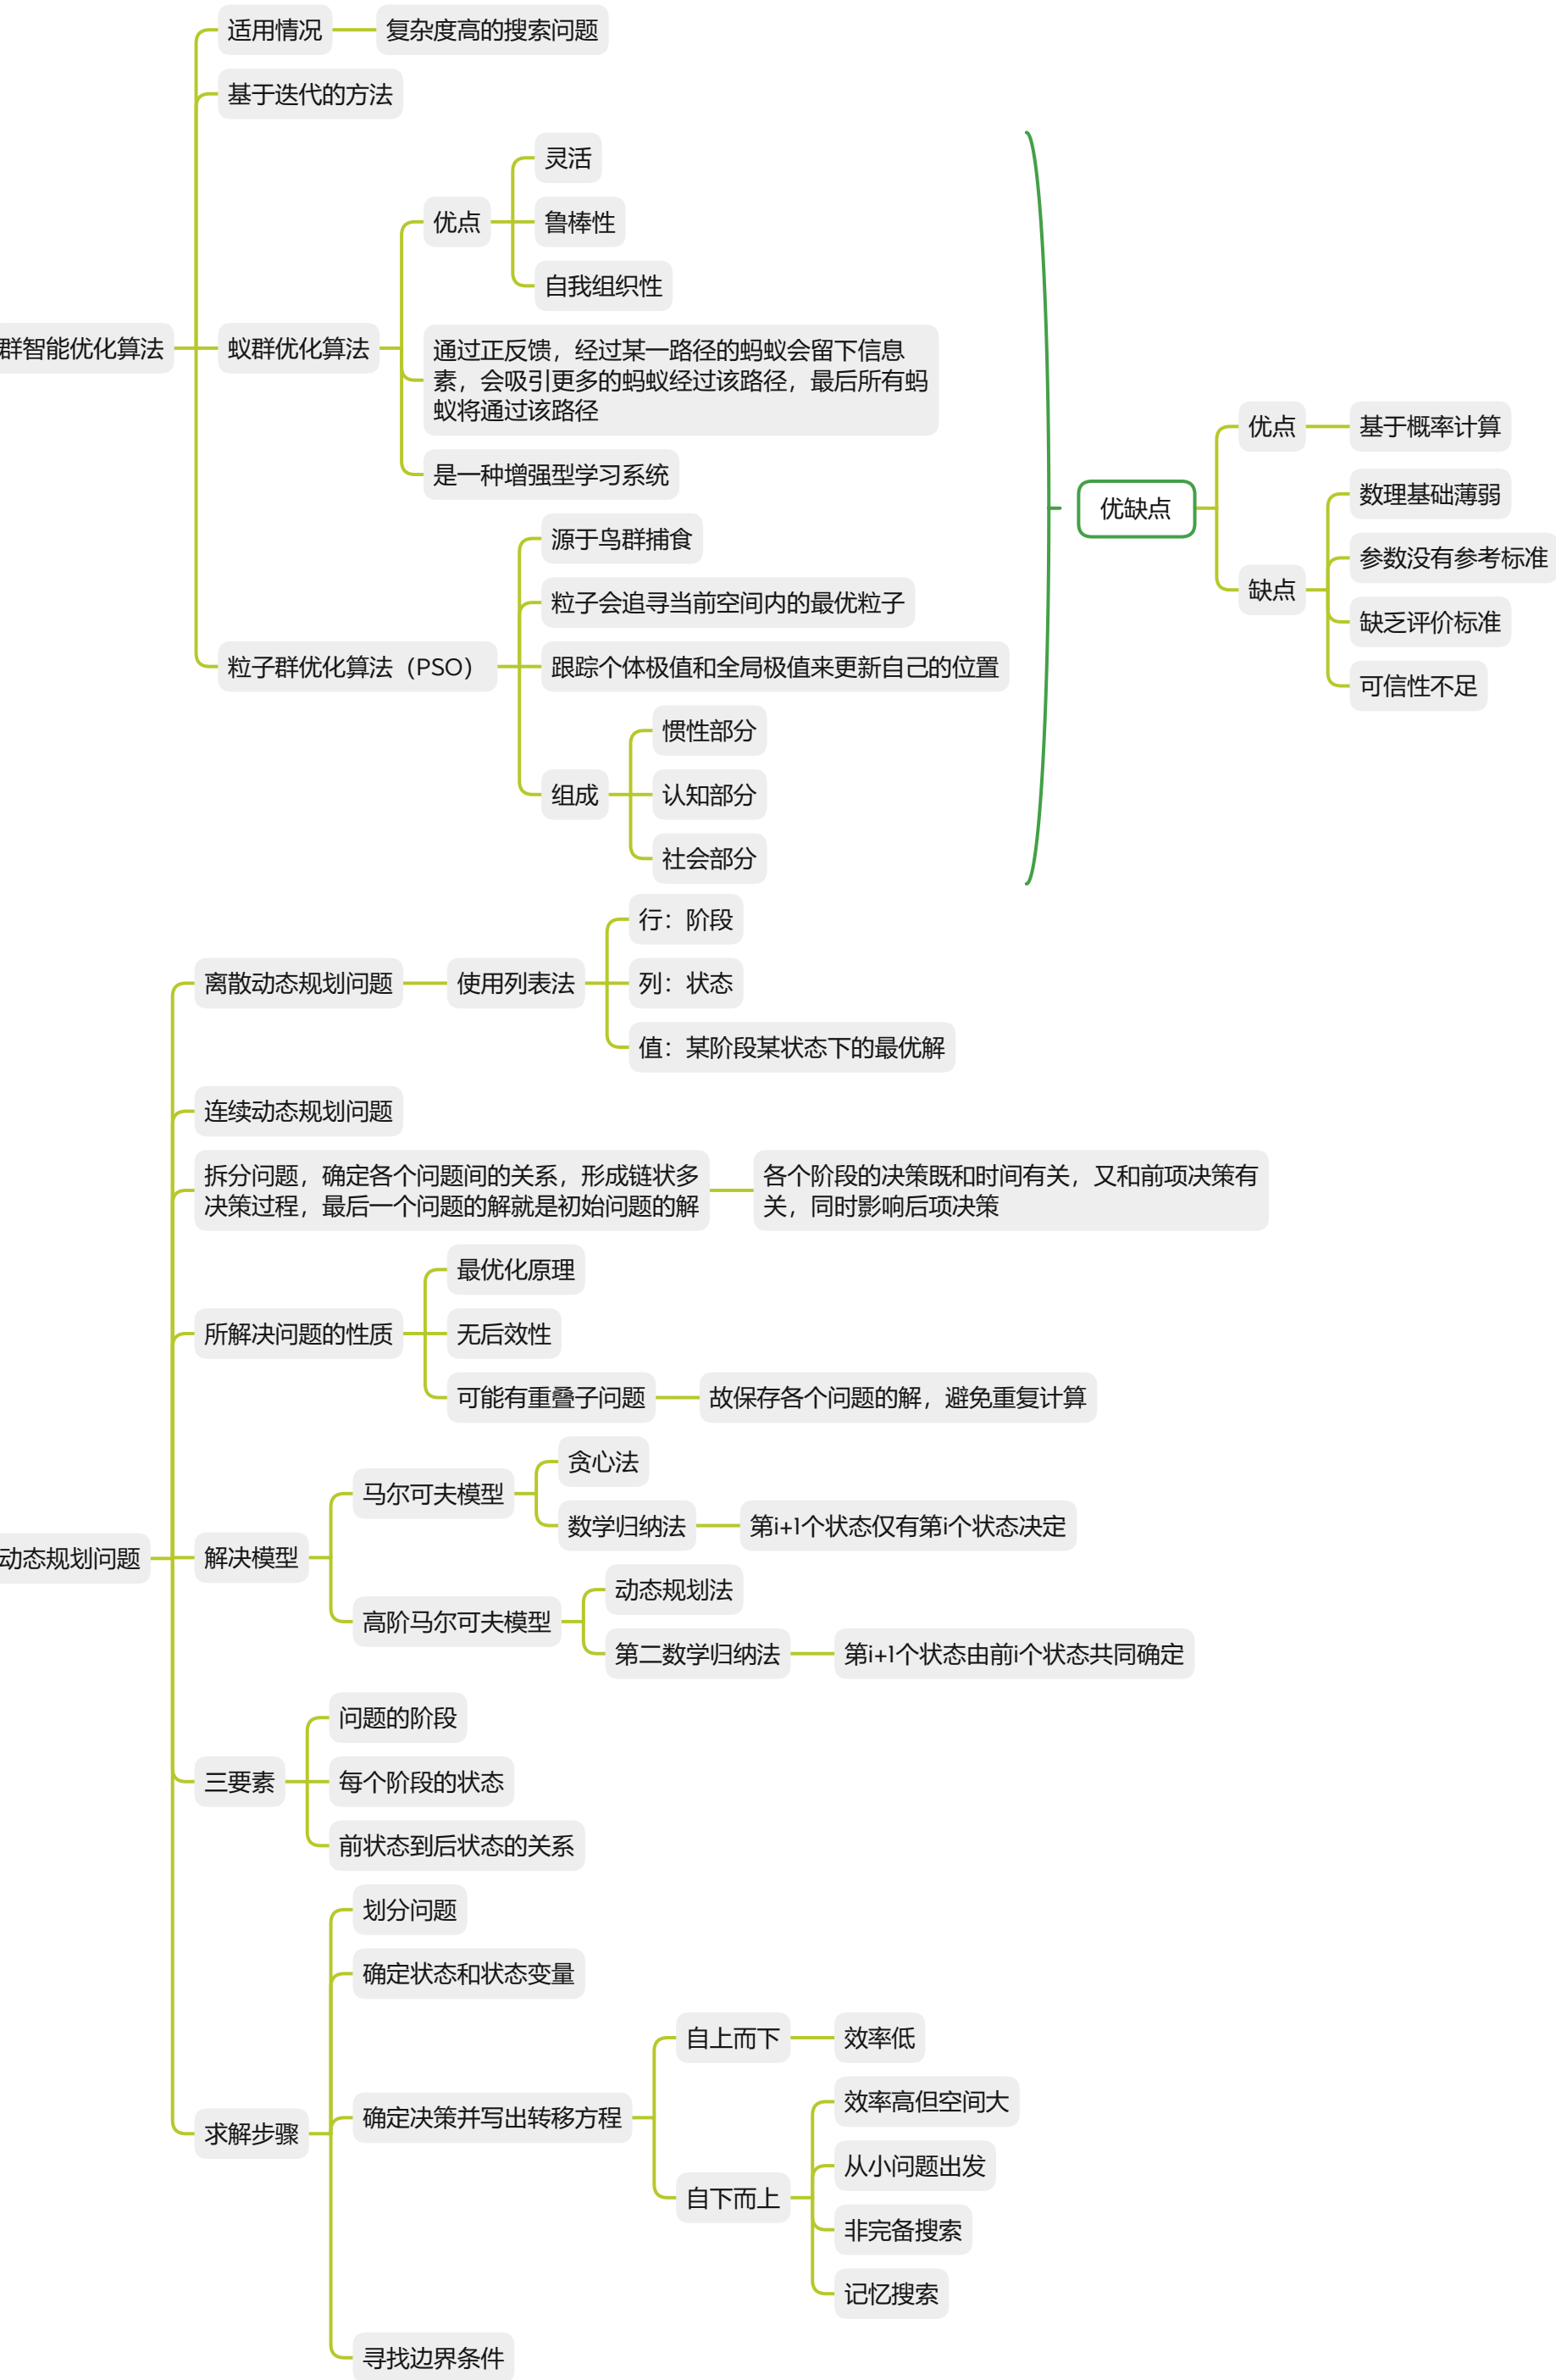 适用情况
复杂度高的搜索问题
基于迭代的方法
灵活
优点
鲁棒性
自我组织性
群智能优化算法
蚁群优化算法
通过正反馈，经过某一路径的蚂蚁会留下信息
素，会吸引更多的蚂蚁经过该路径，最后所有蚂
蚁将通过该路径
是一种增强型学习系统
源于鸟群捕食
粒子会追寻当前空间内的最优粒子
粒子群优化算法（PSO）
跟踪个体极值和全局极值来更新自己的位置
惯性部分
组成
认知部分
社会部分
优缺点
优点
基于概率计算
缺点
数理基础薄弱
参数没有参考标准
缺乏评价标准
可信性不足
离散动态规划问题
使用列表法
行：阶段
列：状态
值：某阶段某状态下的最优解
连续动态规划问题
拆分问题，确定各个问题间的关系，形成链状多
决策过程，最后一个问题的解就是初始问题的解
各个阶段的决策既和时间有关，又和前项决策有
关，同时影响后项决策
所解决问题的性质
最优化原理
无后效性
可能有重叠子问题
故保存各个问题的解，避免重复计算
动态规划问题
解决模型
马尔可夫模型
贪心法
数学归纳法
第i+1个状态仅有第i个状态决定
高阶马尔可夫模型
动态规划法
第二数学归纳法
第i+1个状态由前i个状态共同确定
三要素
问题的阶段
每个阶段的状态
前状态到后状态的关系
求解步骤
划分问题
确定状态和状态变量
确定决策并写出转移方程
自上而下
效率低
自下而上
效率高但空间大
从小问题出发
非完备搜索
记忆搜索
寻找边界条件